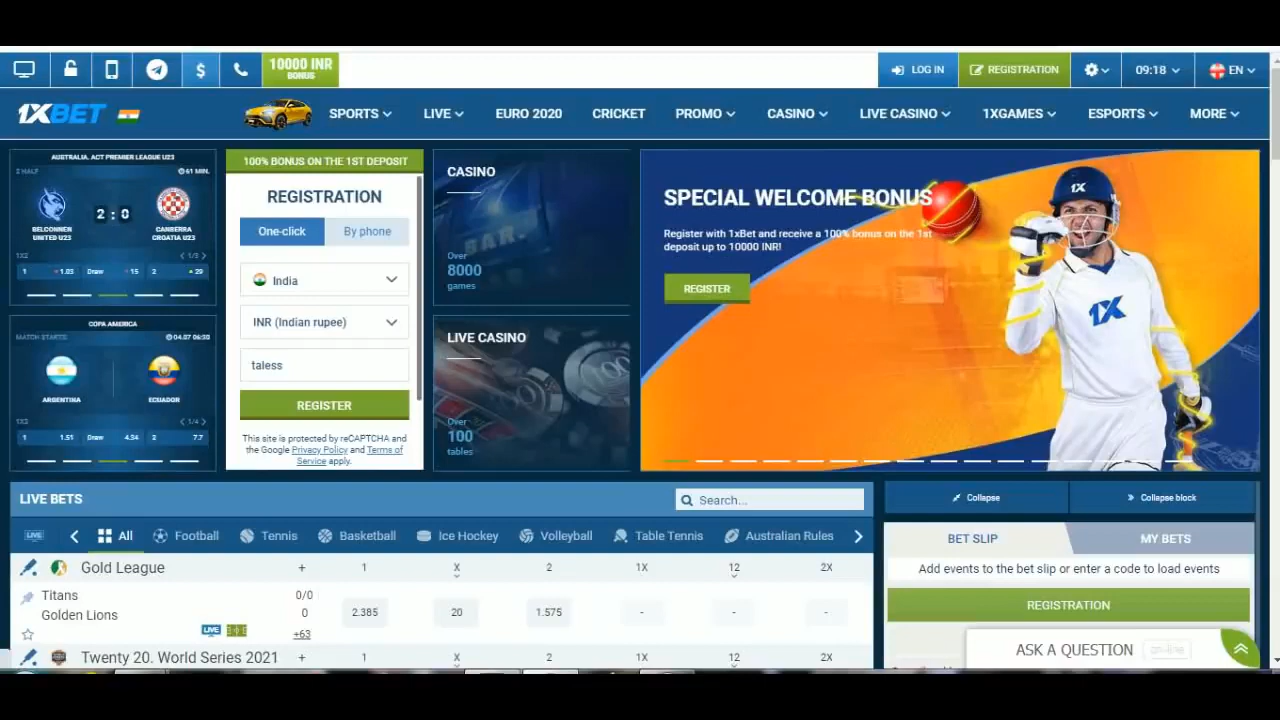 10000 INR
BONUS
LOG IN
REGISTRATION
09:18
EN
1XBET
SPORTS
LIVE
EURO 2020
CRICKET
PROMO
CASINO
LIVE CASINO
1XGAMES
ESPORTS
MORE
AUSTRALIA. ACT PREMIER LEAGUE U23
2 HALF
61 MIN.
2 : 0
BELCONNEN
UNITED U23
CANBERRA
CROATIA U23
1X2
1/3
1 1.03 Draw 15 2 29
COPA AMERICA
MATCH STARTS:
04.07 06:30
ARGENTINA
ECUADOR
1X2
1/4
1 1.51 Draw 4.34 2 7.7
100% BONUS ON THE 1ST DEPOSIT
REGISTRATION
One-click
By phone
India
INR (Indian rupee)
taless
REGISTER
This site is protected by reCAPTCHA and
the Google Privacy Policy and Terms of
Service apply.
CASINO
BAR.
Over
8000
games
LIVE CASINO
Over
100
tables
SPECIAL WELCOME BONUS
Register with 1xBet and receive a 100% bonus on the 1st
deposit up to 10000 INR!
REGISTER
1X
1X
LIVE BETS
Search...
Collapse
Collapse block
LIVE
All
Football
Tennis
Basketball
Ice Hockey
Volleyball
Table Tennis
Australian Rules
BET SLIP
MY BETS
Gold League + 1 X 2 1X 12 2X
Add events to the bet slip or enter a code to load events
Titans 0/0
Golden Lions 0
2.385 20 1.575 - - -
REGISTRATION
LIVE
+63
ASK A QUESTION
on-line
Twenty 20. World Series 2021 + 1 X 2 1X 12 2X